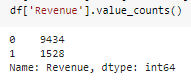 df['Revenue'].value_counts()
0    9434
1    1528
Name: Revenue, dtype: int64